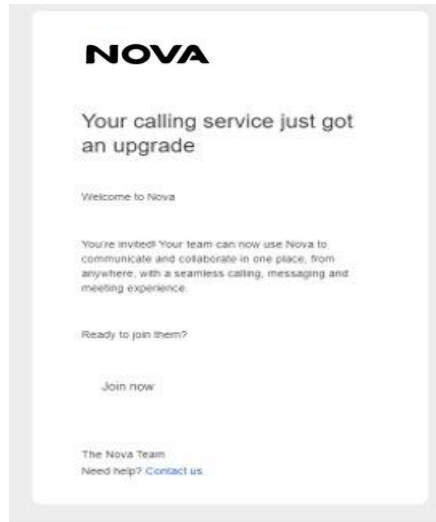 NOVA
Your calling service just got
an upgrade
Welcome to Nova
You're invited! Your team can now use Nova to
communicate and collaborate in one place, from
anywhere, with a seamless calling, messaging and
meeting experience.
Ready to join them?
Join now
The Nova Team
Need help? Contact us.